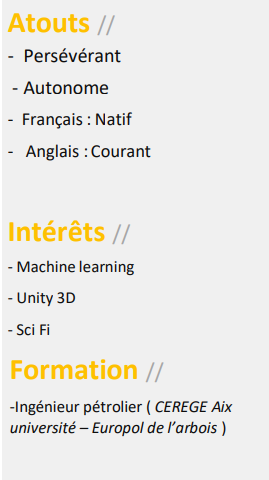 Atouts //
- Persévérant
- Autonome
- Français : Natif
- Anglais : Courant
Intérêts //
- Machine learning
- Unity 3D
- Sci Fi
Formation //
-Ingénieur pétrolier ( CEREGE Aix
université – Europol de l’arbois )